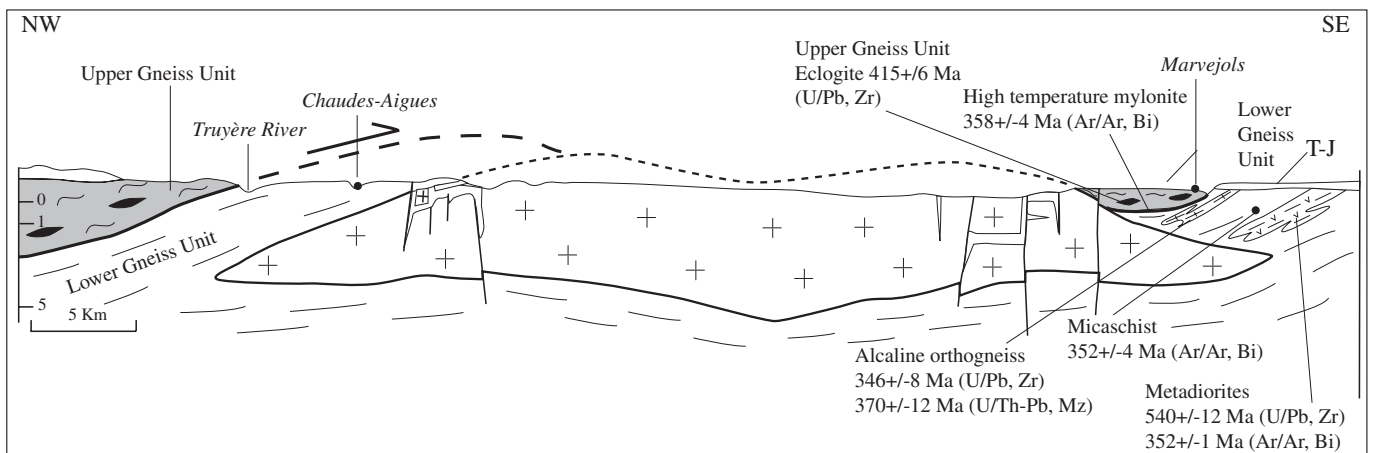 NW
SE
Upper Gneiss Unit
Truyère River
Chaudes-Aigues
Upper Gneiss Unit
Eclogite 415+/6 Ma
(U/Pb, Zr)
High temperature mylonite
358+/-4 Ma (Ar/Ar, Bi)
Marvejols
Lower
Gneiss
Unit
T-J
0
1
5
5 Km
Lower Gneiss Unit
Alcaline orthogneiss
346+/-8 Ma (U/Pb, Zr)
370+/-12 Ma (U/Th-Pb, Mz)
Micaschist
352+/-4 Ma (Ar/Ar, Bi)
Metadiorites
540+/-12 Ma (U/Pb, Zr)
352+/-1 Ma (Ar/Ar, Bi)